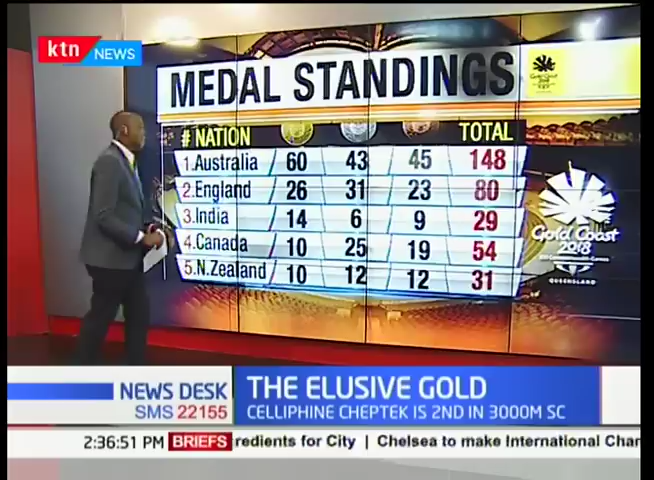 ktn NEWS
MEDAL STANDINGS
# NATION TOTAL
1.Australia 60 43 45 148
2.England 26 31 23 80
3.India 14 6 9 29
4.Canada 10 25 19 54
5.N.Zealand 10 12 12 31
Gold Coast
2018
QUEENSLAND
NEWS DESK
SMS 22155
THE ELUSIVE GOLD
CELLIPHINE CHEPTEK IS 2ND IN 3000M SC
2:36:51 PM BRIEFS redients for City | Chelsea to make International Char